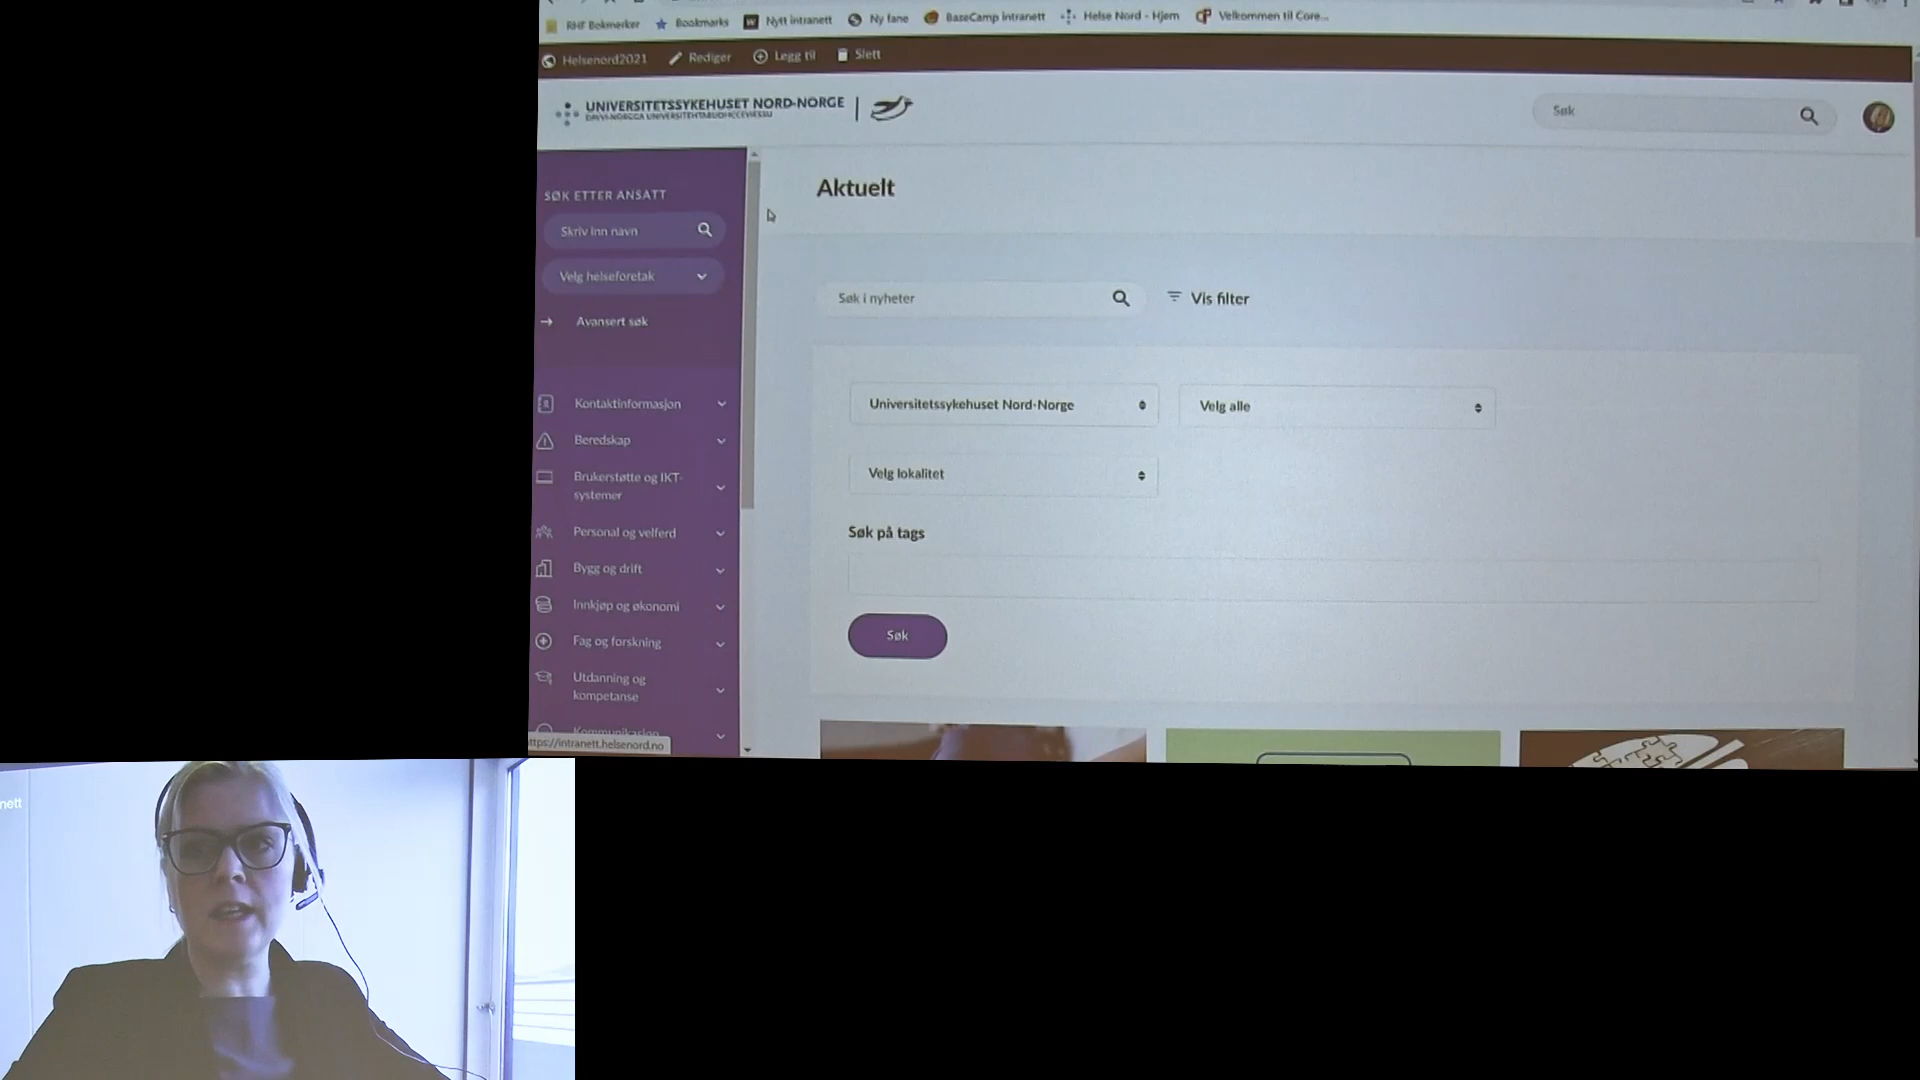 RHF Bokmerker
Bookmarks
Nytt intranett
Ny fane
BaseCamp intranett
Helse Nord - Hjem
Velkommen til Core...
Helsenord2021
Rediger
Legg til
Slett
UNIVERSITETSSYKEHUSET NORD-NORGE
Søk
SØK ETTER ANSATT
Skriv inn navn
Velg helseforetak
Avansert søk
Kontaktinformasjon
Beredskap
Brukerstøtte og IKT-
systemer
Personal og velferd
Bygg og drift
Innkjøp og økonomi
Fag og forskning
Utdanning og
kompetanse
Kommunikasjon
ttps://intranett.helsenord.no
Aktuelt
Søk i nyheter
Vis filter
Universitetssykehuset Nord-Norge
Velg alle
Velg lokalitet
Søk på tags
Søk
nett